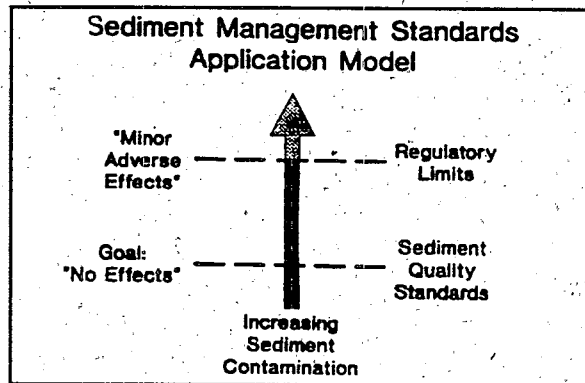 Sediment Management Standards
Application Model
"Minor
Adverse
Effects"
Regulatory
Limits
Goal:
"No Effects"
Sediment
Quality
Standards
Increasing
Sediment
Contamination